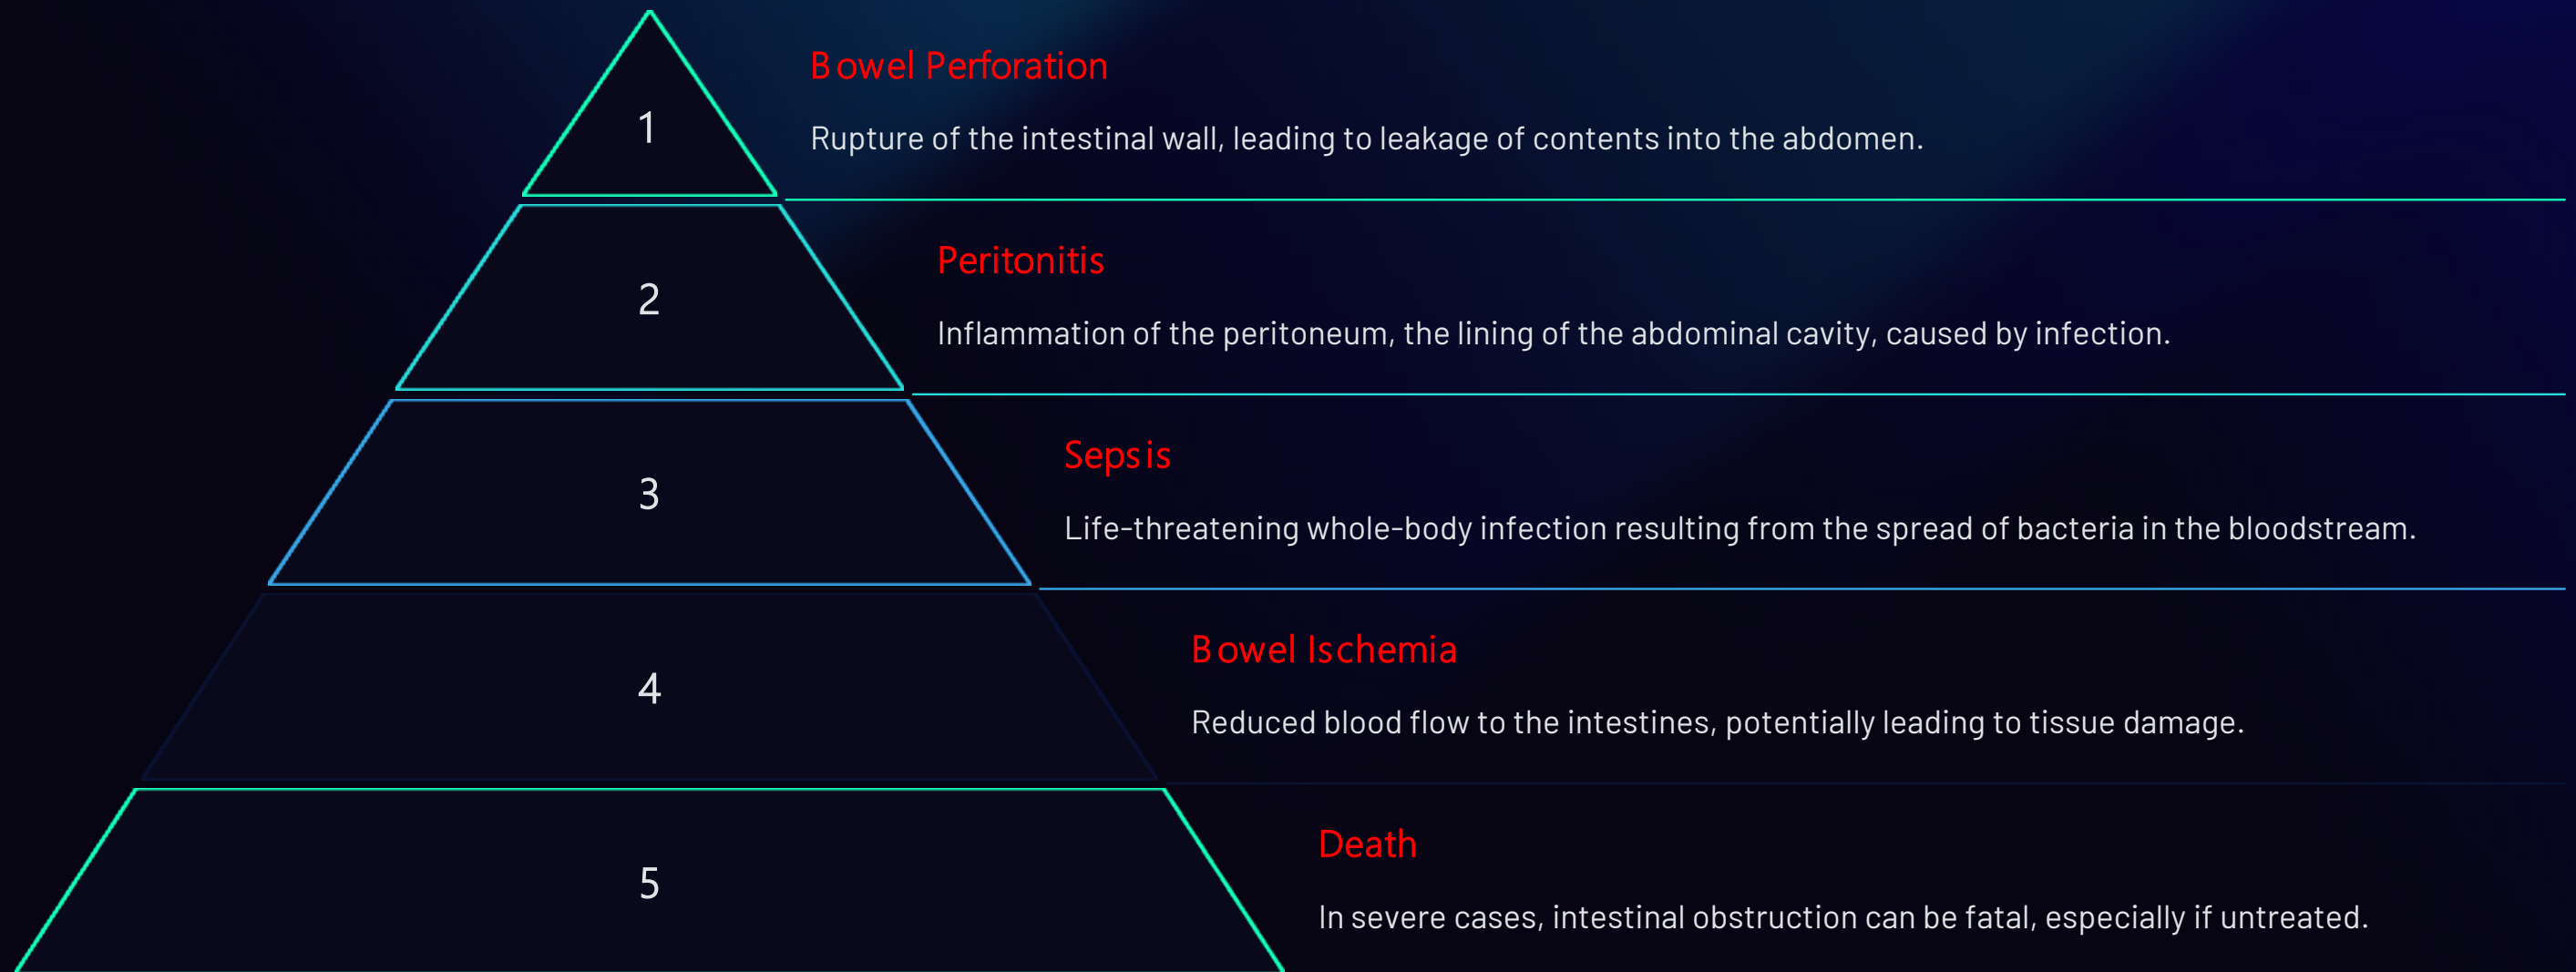 1
Bowel Perforation
Rupture of the intestinal wall, leading to leakage of contents into the abdomen.
2
Peritonitis
Inflammation of the peritoneum, the lining of the abdominal cavity, caused by infection.
3
Sepsis
Life-threatening whole-body infection resulting from the spread of bacteria in the bloodstream.
4
Bowel Ischemia
Reduced blood flow to the intestines, potentially leading to tissue damage.
5
Death
In severe cases, intestinal obstruction can be fatal, especially if untreated.